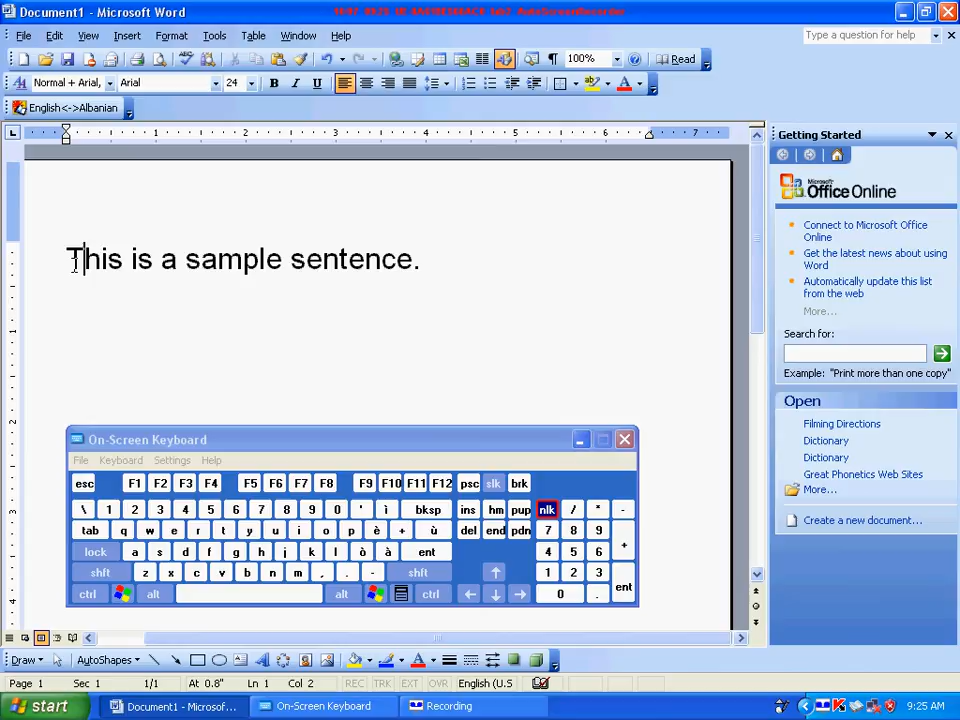 Document1 - Microsoft Word
File Edit View Insert Format Tools Table Window Help
Type a question for help
100% Read
Normal + Arial, Arial 24 B I U
English<->Albanian
1 2 3 4 5 6 7
This is a sample sentence.
On-Screen Keyboard
File Keyboard Settings Help
esc F1 F2 F3 F4 F5 F6 F7 F8 F9 F10 F11 F12 psc slk brk
\ 1 2 3 4 5 6 7 8 9 0 ' ì bksp ins hm pup nlk / * -
tab q w e r t y u i o p è + ù del end pdn 7 8 9 +
lock a s d f g h j k l ò à ent 4 5 6
shft z x c v b n m , . - shft 1 2 3 ent
ctrl alt alt ctrl 0 .
Getting Started
Microsoft
Office Online
Connect to Microsoft Office
Online
Get the latest news about using
Word
Automatically update this list
from the web
More...
Search for:
Example: "Print more than one copy"
Open
Filming Directions
Dictionary
Dictionary
Great Phonetics Web Sites
More...
Create a new document...
Draw AutoShapes
Page 1 Sec 1 1/1 At 0.8" Ln 1 Col 2 REC TRK EXT OVR English (U.S
start Document1 - Microsof... On-Screen Keyboard Recording 9:25 AM